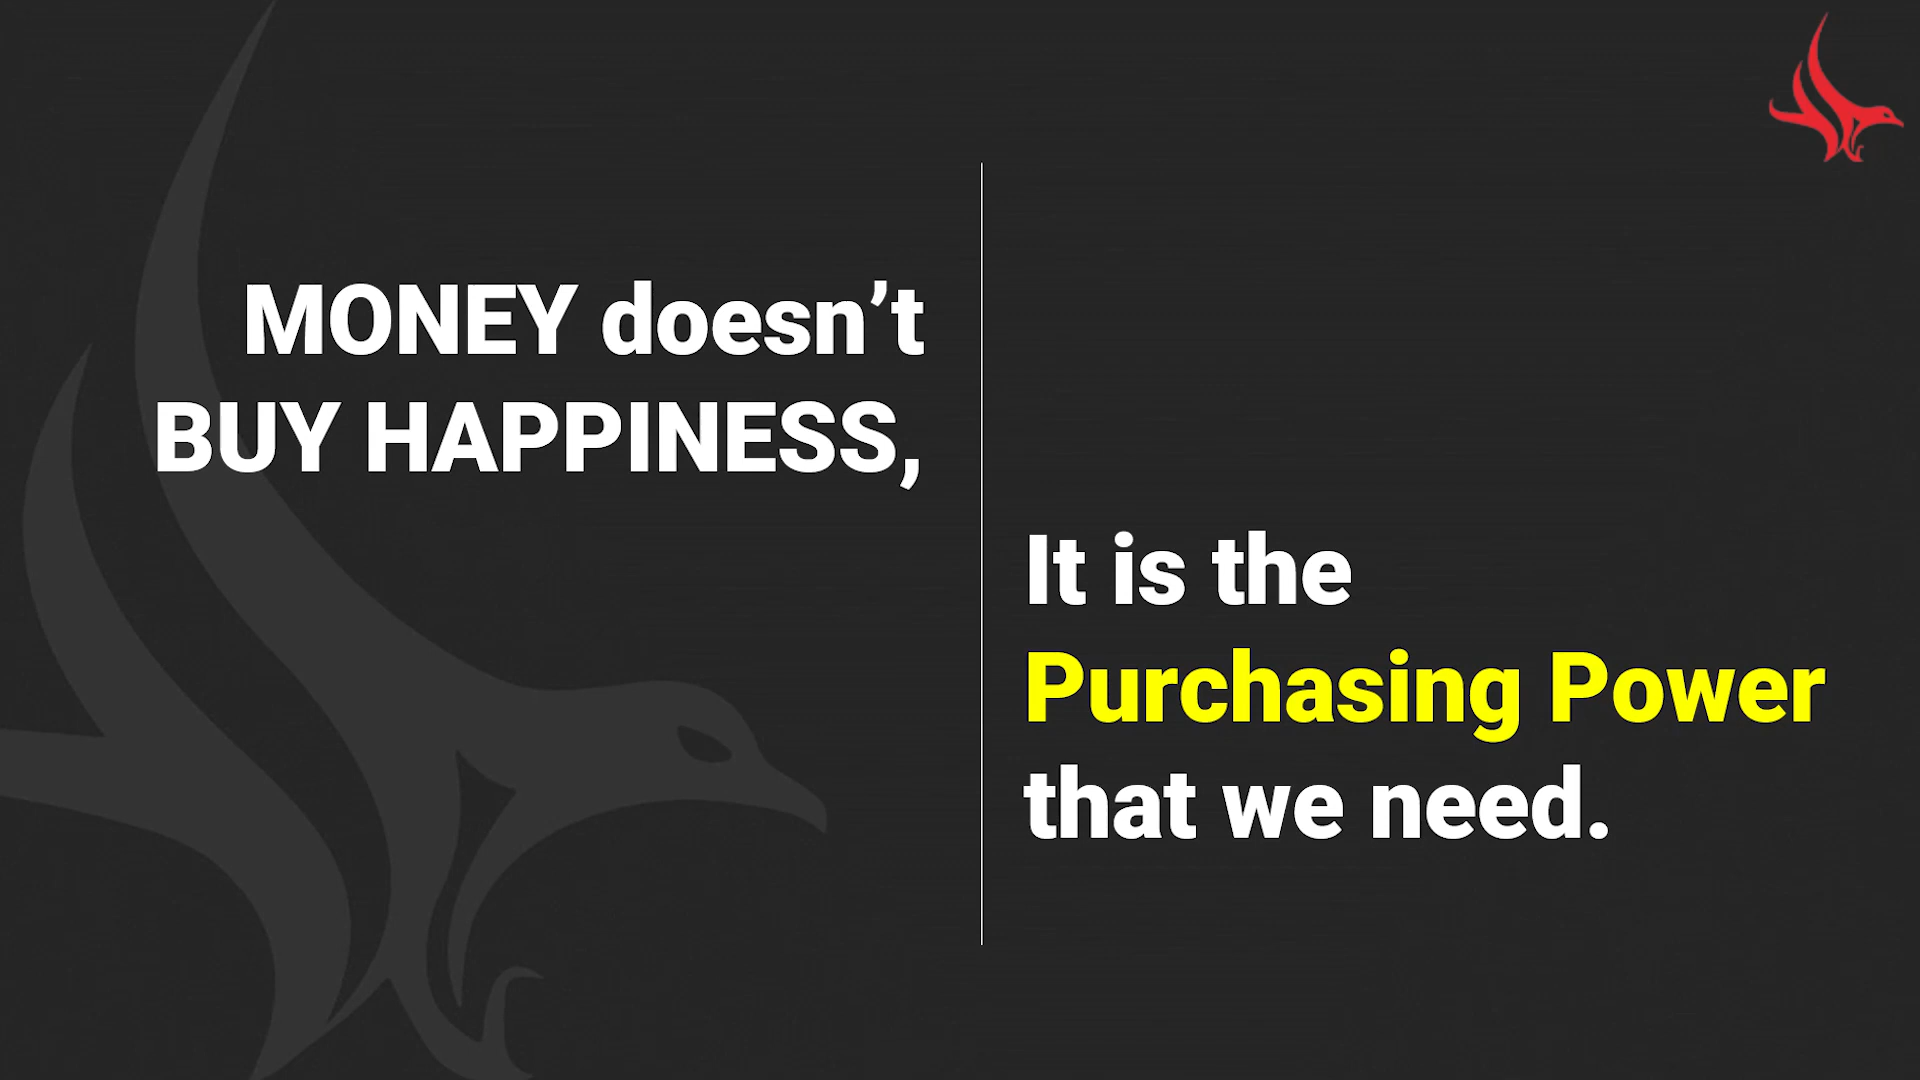 MONEY doesn’t
BUY HAPPINESS,
It is the
Purchasing Power
that we need.